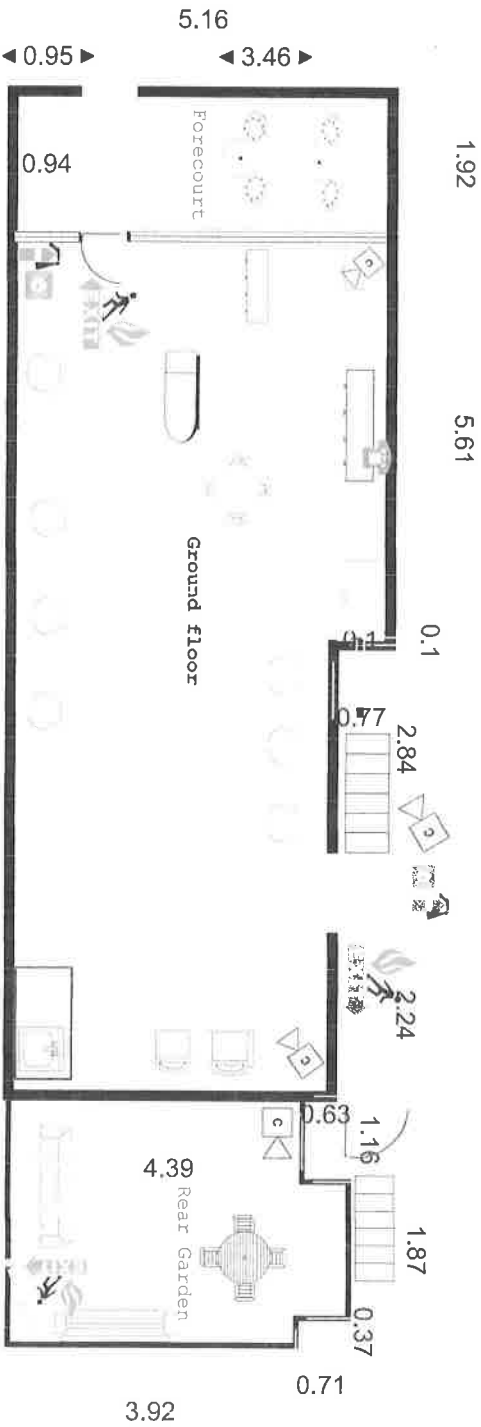 5.16
0.95
3.46
1.92
0.94
Forecourt
C
EXIT
5.61
Ground floor
0.1
0.1
0.77
2.84
C
2.24
C
0.63
1.16
C
4.39
Rear Garden
1.87
0.37
0.71
3.92